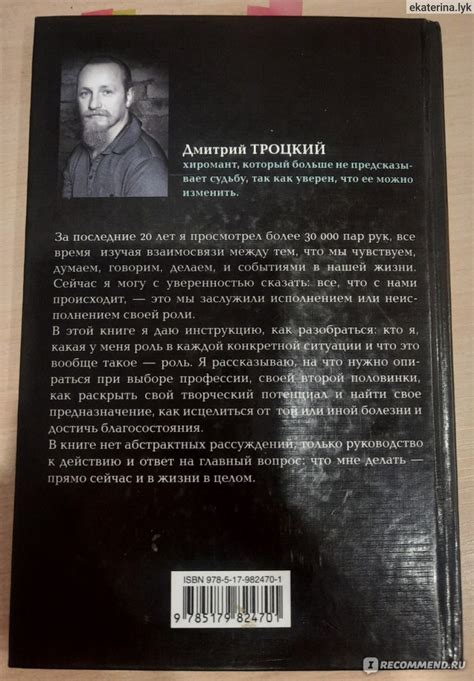 ekaterina.lyk
Дмитрий ТРОЦКИЙ
хиромант, который больше не предсказы-
вает судьбу, так как уверен, что ее можно
изменить.
За последние 20 лет я просмотрел более 30 000 пар рук, все
время изучая взаимосвязи между тем, что мы чувствуем,
думаем, говорим, делаем, и событиями в нашей жизни.
Сейчас я могу с уверенностью сказать: все, что с нами
происходит, — это мы заслужили исполнением или неис-
полнением своей роли.
В этой книге я даю инструкцию, как разобраться: кто я,
какая у меня роль в каждой конкретной ситуации и что это
вообще такое — роль. Я рассказываю, на что нужно опи-
раться при выборе профессии, своей второй половинки,
как раскрыть свой творческий потенциал и найти свое
предназначение, как исцелиться от той или иной болезни и
достичь благосостояния.
В книге нет абстрактных рассуждений, только руководство
к действию и ответ на главный вопрос: что мне делать —
прямо сейчас и в жизни в целом.
ISBN 978-5-17-982470-1
9 785179 824701
I RECOMMEND.RU